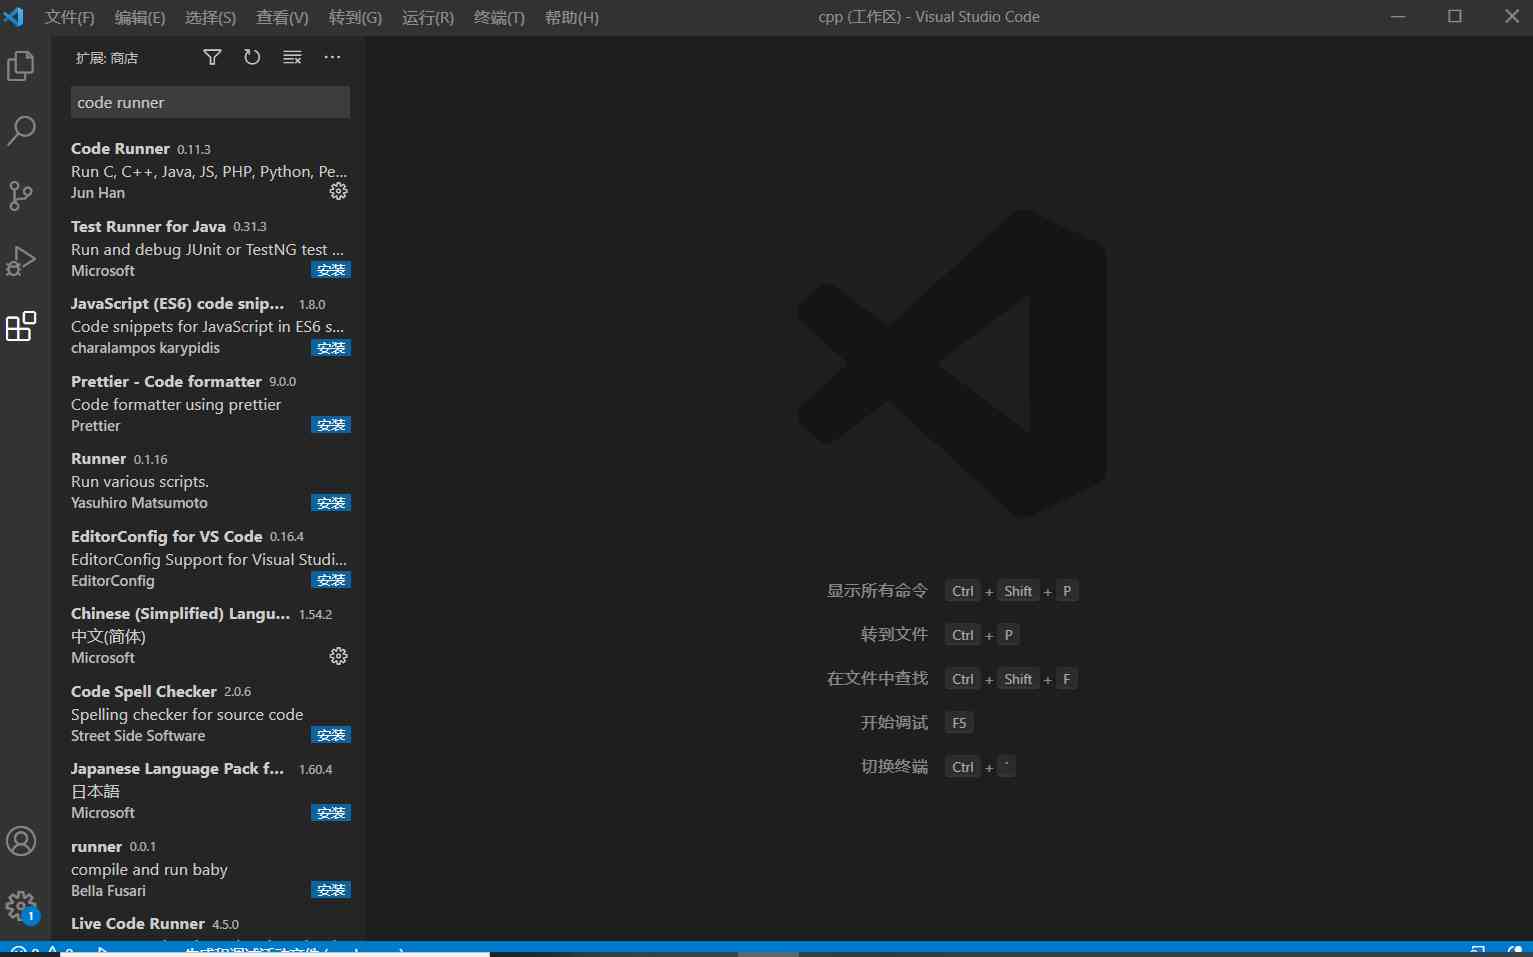 文件(F) 编辑(E) 选择(S) 查看(V) 转到(G) 运行(R) 终端(T) 帮助(H) cpp (工作区) - Visual Studio Code
扩展: 商店
code runner
Code Runner 0.11.3
Run C, C++, Java, JS, PHP, Python, Pe...
Jun Han
Test Runner for Java 0.31.3
Run and debug JUnit or TestNG test ...
Microsoft 安装
JavaScript (ES6) code snip... 1.8.0
Code snippets for JavaScript in ES6 s...
charalampos karypidis 安装
Prettier - Code formatter 9.0.0
Code formatter using prettier
Prettier 安装
Runner 0.1.16
Run various scripts.
Yasuhiro Matsumoto 安装
EditorConfig for VS Code 0.16.4
EditorConfig Support for Visual Studi...
EditorConfig 安装
Chinese (Simplified) Langu... 1.54.2
中文(简体)
Microsoft
Code Spell Checker 2.0.6
Spelling checker for source code
Street Side Software 安装
Japanese Language Pack f... 1.60.4
日本語
Microsoft 安装
runner 0.0.1
compile and run baby
Bella Fusari 安装
Live Code Runner 4.5.0
显示所有命令 Ctrl + Shift + P
转到文件 Ctrl + P
在文件中查找 Ctrl + Shift + F
开始调试 F5
切换终端 Ctrl + `
1